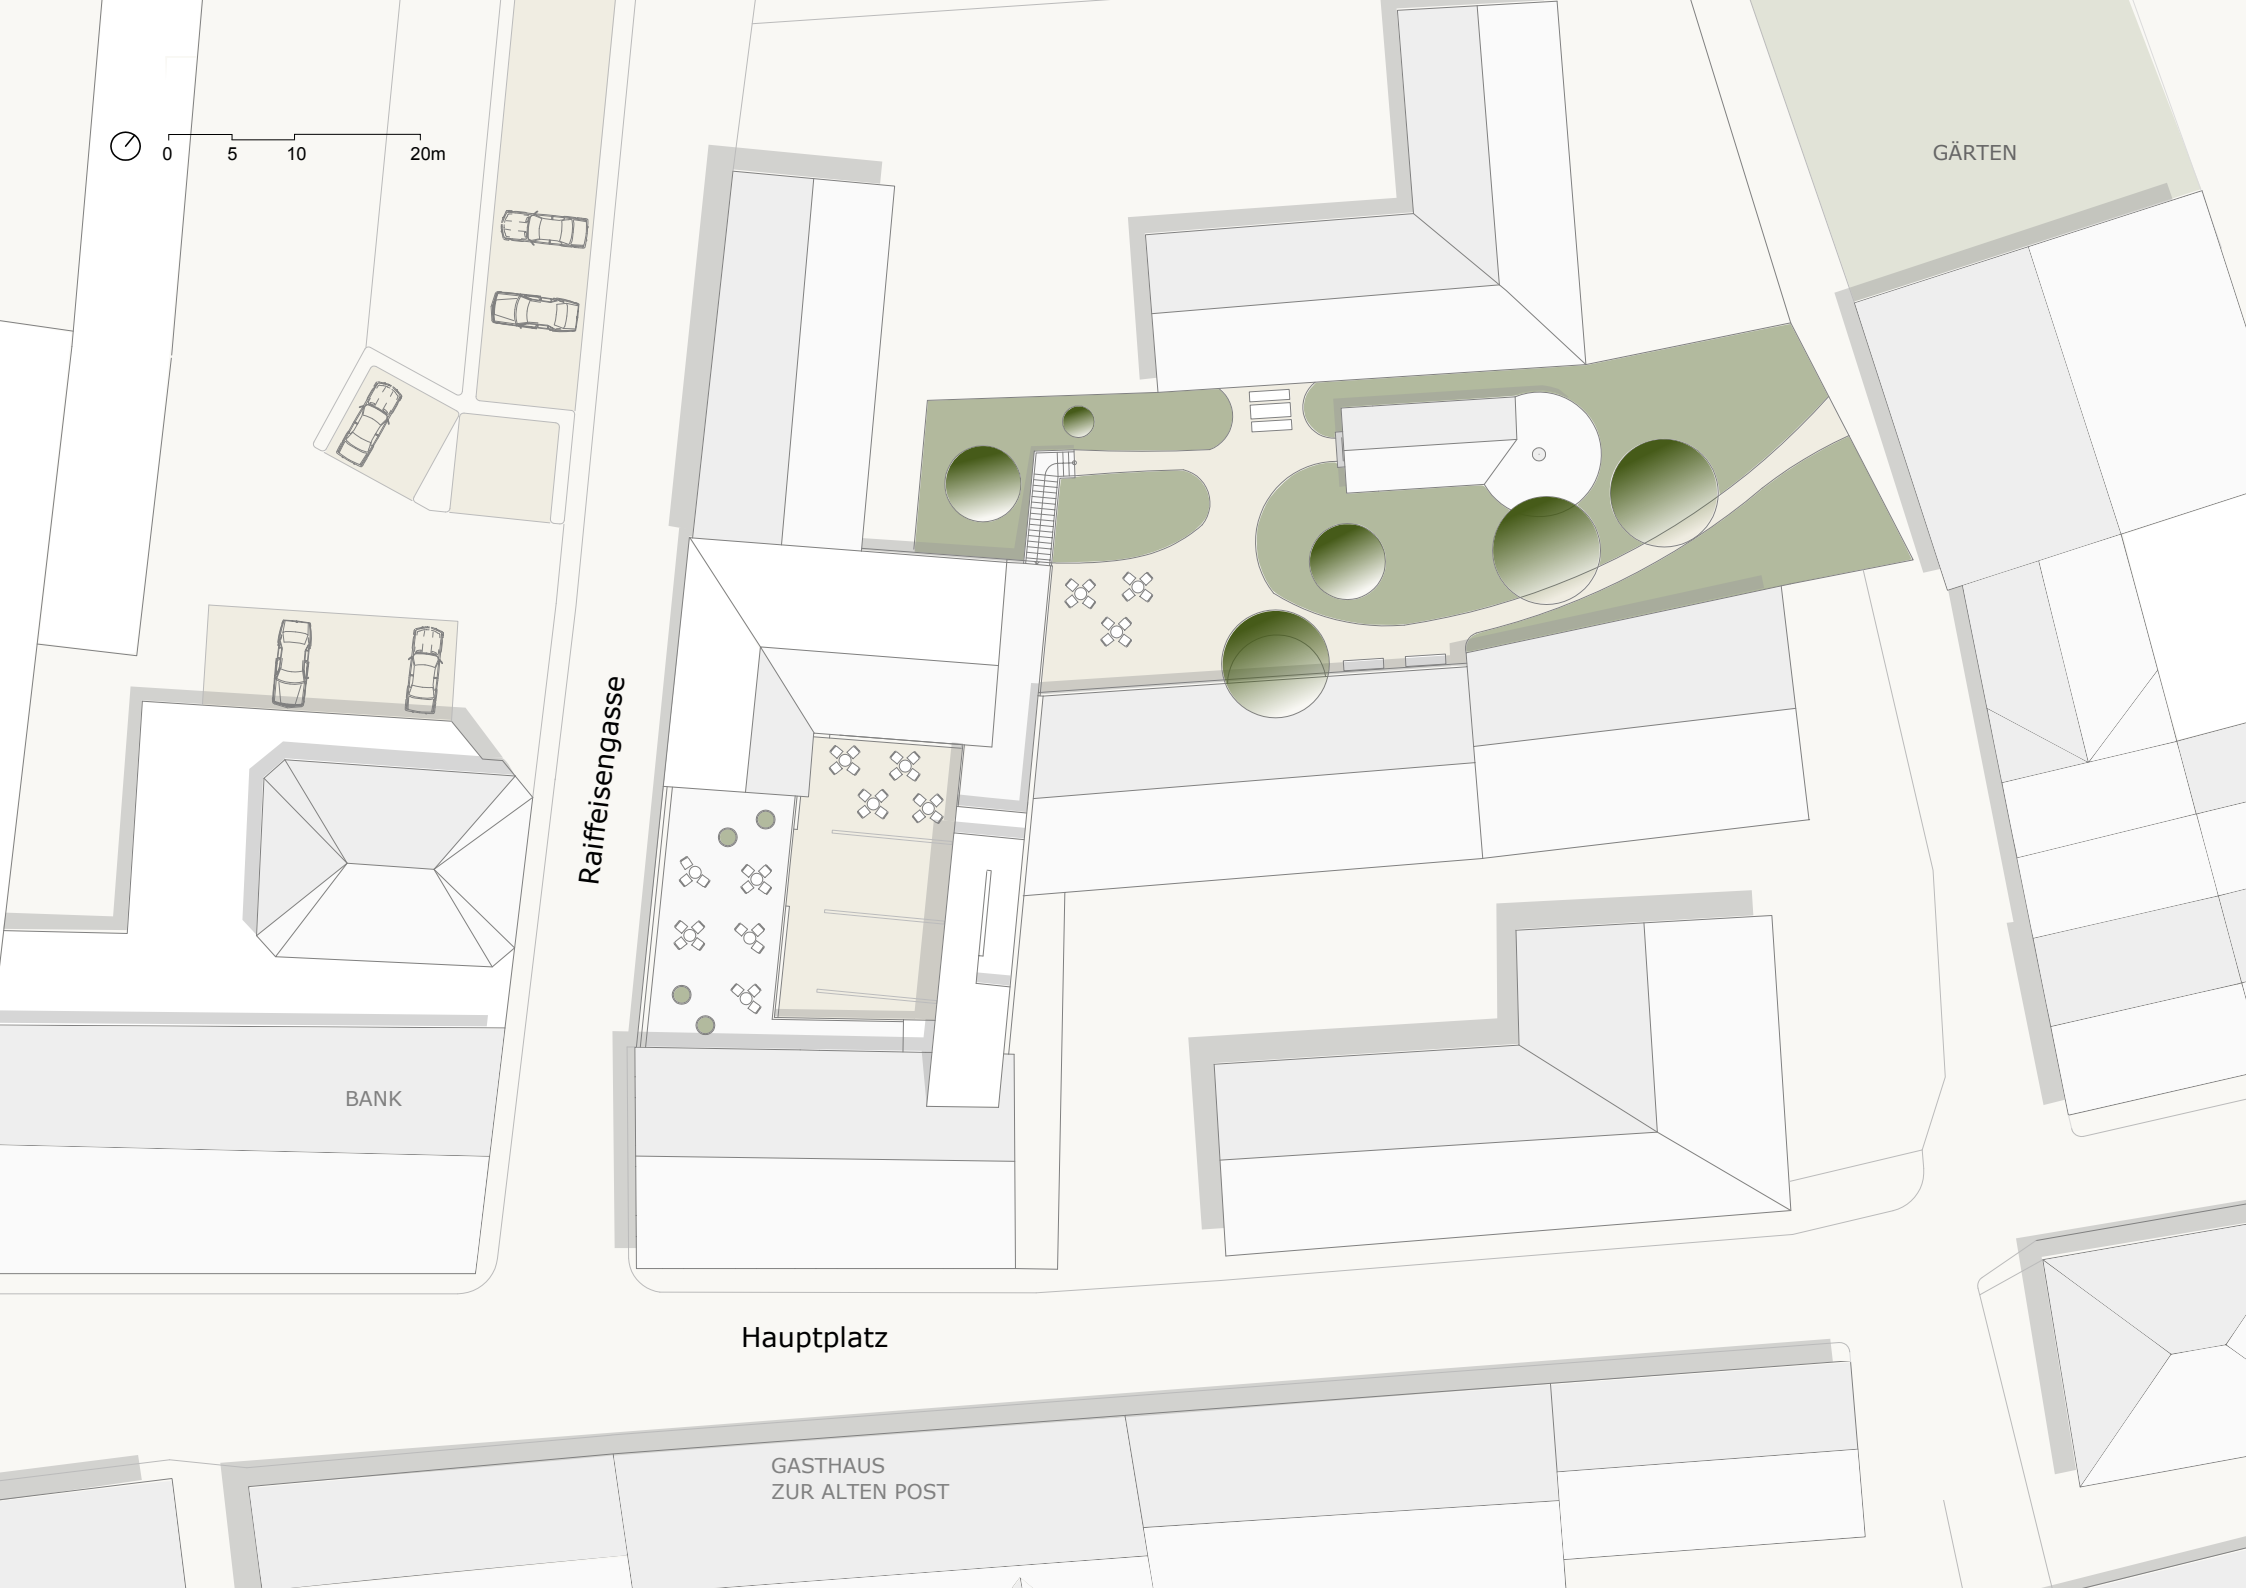 0 5 10 20m
GÄRTEN
Raiffeisengasse
BANK
Hauptplatz
GASTHAUS
ZUR ALTEN POST